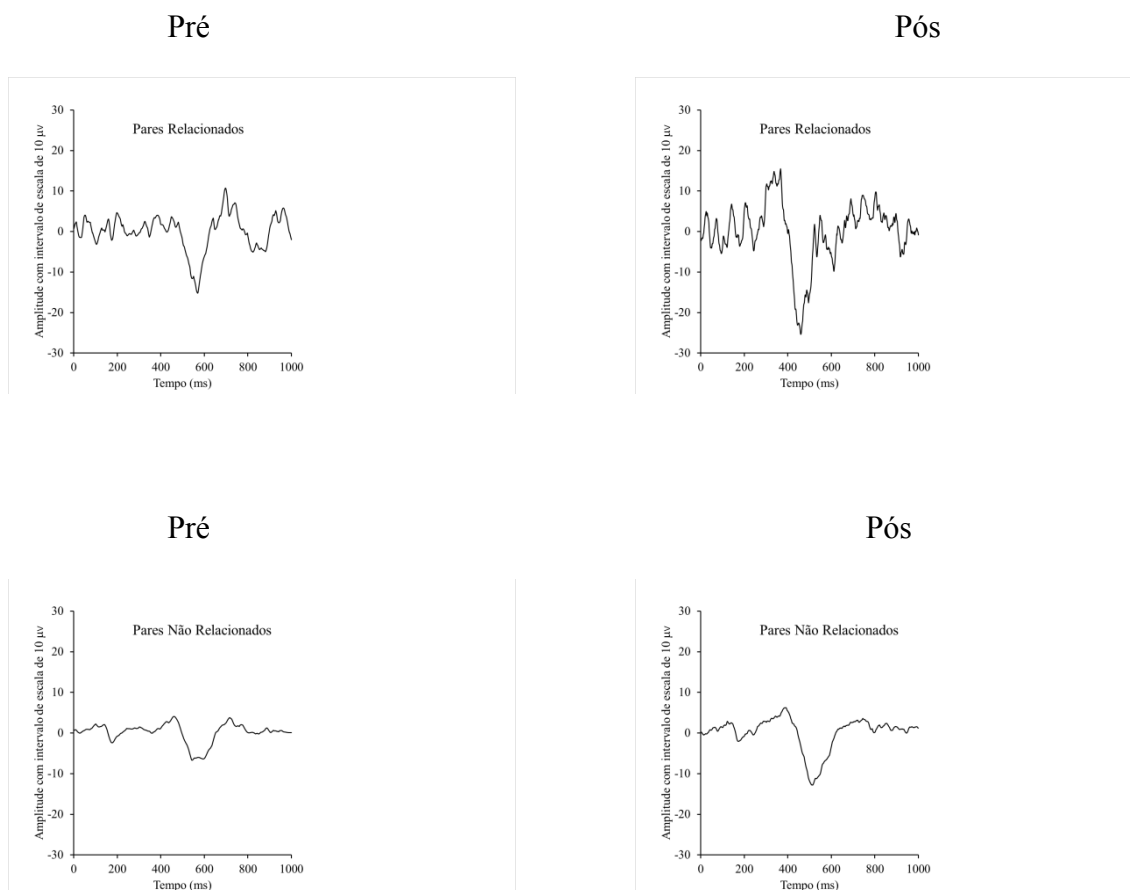 Pré
Pós
Pares Relacionados
Amplitude com intervalo de escala de 10 µv
30
20
10
0
-10
-20
-30
0 200 400 600 800 1000
Tempo (ms)
Pares Relacionados
Amplitude com intervalo de escala de 10 µv
30
20
10
0
-10
-20
-30
0 200 400 600 800 1000
Tempo (ms)
Pré
Pós
Pares Não Relacionados
Amplitude com intervalo de escala de 10 µv
30
20
10
0
-10
-20
-30
0 200 400 600 800 1000
Tempo (ms)
Pares Não Relacionados
Amplitude com intervalo de escala de 10 µv
30
20
10
0
-10
-20
-30
0 200 400 600 800 1000
Tempo (ms)